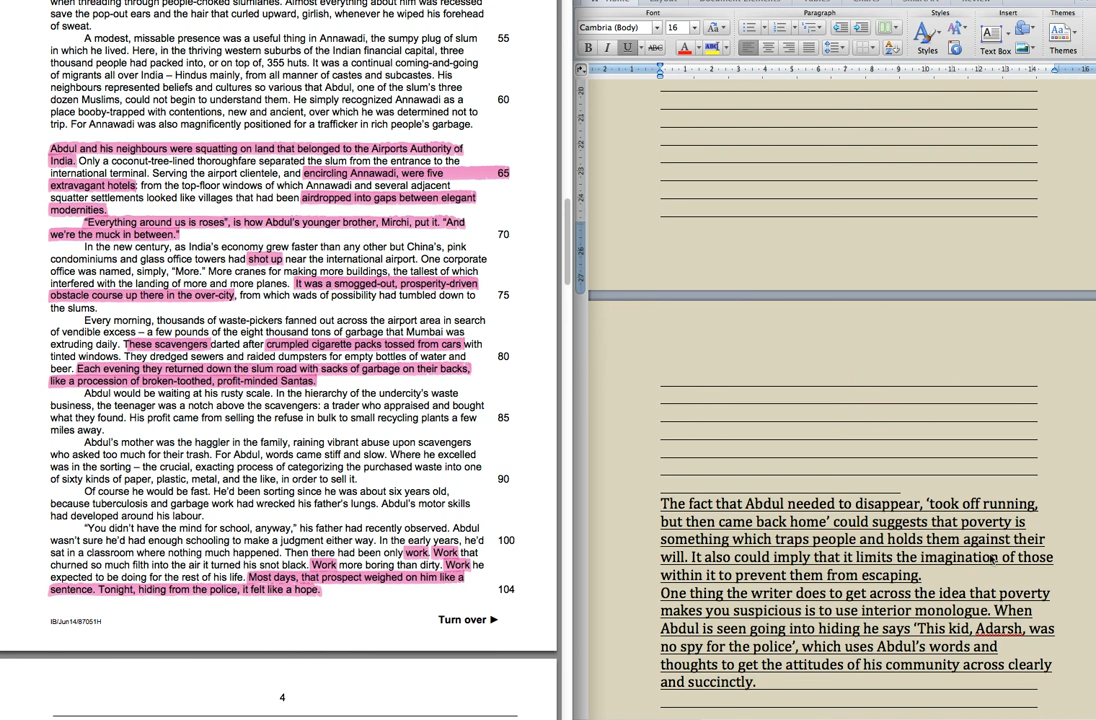 when threading through people-choked slumlanes. Almost everything about him was recessed
save the pop-out ears and the hair that curled upward, girlish, whenever he wiped his forehead
of sweat.
A modest, missable presence was a useful thing in Annawadi, the sumpy plug of slum 55
in which he lived. Here, in the thriving western suburbs of the Indian financial capital, three
thousand people had packed into, or on top of, 355 huts. It was a continual coming-and-going
of migrants all over India – Hindus mainly, from all manner of castes and subcastes. His
neighbours represented beliefs and cultures so various that Abdul, one of the slum's three
dozen Muslims, could not begin to understand them. He simply recognized Annawadi as a 60
place booby-trapped with contentions, new and ancient, over which he was determined not to
trip. For Annawadi was also magnificently positioned for a trafficker in rich people's garbage.
Abdul and his neighbours were squatting on land that belonged to the Airports Authority of
India. Only a coconut-tree-lined thoroughfare separated the slum from the entrance to the
international terminal. Serving the airport clientele, and encircling Annawadi, were five 65
extravagant hotels: from the top-floor windows of which Annawadi and several adjacent
squatter settlements looked like villages that had been airdropped into gaps between elegant
modernities.
"Everything around us is roses", is how Abdul's younger brother, Mirchi, put it. "And
we're the muck in between." 70
In the new century, as India's economy grew faster than any other but China's, pink
condominiums and glass office towers had shot up near the international airport. One corporate
office was named, simply, "More." More cranes for making more buildings, the tallest of which
interfered with the landing of more and more planes. It was a smogged-out, prosperity-driven
obstacle course up there in the over-city, from which wads of possibility had tumbled down to 75
the slums.
Every morning, thousands of waste-pickers fanned out across the airport area in search
of vendible excess – a few pounds of the eight thousand tons of garbage that Mumbai was
extruding daily. These scavengers darted after crumpled cigarette packs tossed from cars with
tinted windows. They dredged sewers and raided dumpsters for empty bottles of water and 80
beer. Each evening they returned down the slum road with sacks of garbage on their backs,
like a procession of broken-toothed, profit-minded Santas.
Abdul would be waiting at his rusty scale. In the hierarchy of the undercity's waste
business, the teenager was a notch above the scavengers: a trader who appraised and bought
what they found. His profit came from selling the refuse in bulk to small recycling plants a few 85
miles away.
Abdul's mother was the haggler in the family, raining vibrant abuse upon scavengers
who asked too much for their trash. For Abdul, words came stiff and slow. Where he excelled
was in the sorting – the crucial, exacting process of categorizing the purchased waste into one
of sixty kinds of paper, plastic, metal, and the like, in order to sell it. 90
Of course he would be fast. He'd been sorting since he was about six years old,
because tuberculosis and garbage work had wrecked his father's lungs. Abdul's motor skills
had developed around his labour.
"You didn't have the mind for school, anyway," his father had recently observed. Abdul
wasn't sure he'd had enough schooling to make a judgment either way. In the early years, he'd 100
sat in a classroom where nothing much happened. Then there had been only work. Work that
churned so much filth into the air it turned his snot black. Work more boring than dirty. Work he
expected to be doing for the rest of his life. Most days, that prospect weighed on him like a
sentence. Tonight, hiding from the police, it felt like a hope. 104
IB/Jun14/87051H
Turn over ►
4
Font
Paragraph
Styles
Insert
Themes
Cambria (Body)
16
B I U ABC
Styles
Text Box
Themes
The fact that Abdul needed to disappear, 'took off running,
but then came back home' could suggests that poverty is
something which traps people and holds them against their
will. It also could imply that it limits the imagination of those
within it to prevent them from escaping.
One thing the writer does to get across the idea that poverty
makes you suspicious is to use interior monologue. When
Abdul is seen going into hiding he says 'This kid, Adarsh, was
no spy for the police', which uses Abdul's words and
thoughts to get the attitudes of his community across clearly
and succinctly.